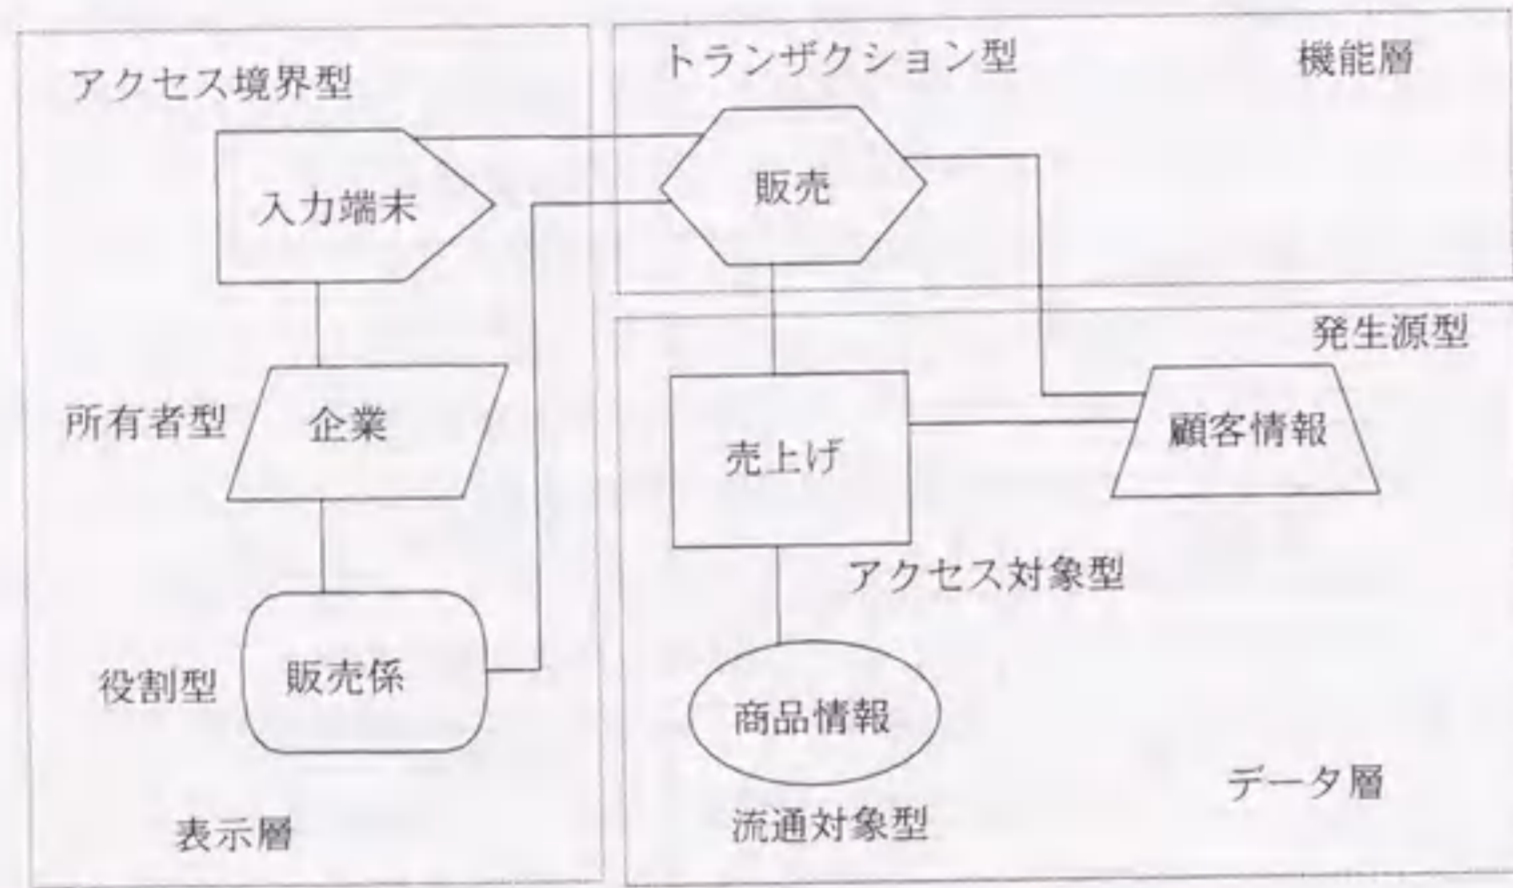 アクセス境界型
入力端末
所有者型
企業
役割型
販売係
表示層
トランザクション型
機能層
販売
発生源型
売上げ
顧客情報
アクセス対象型
商品情報
流通対象型
データ層